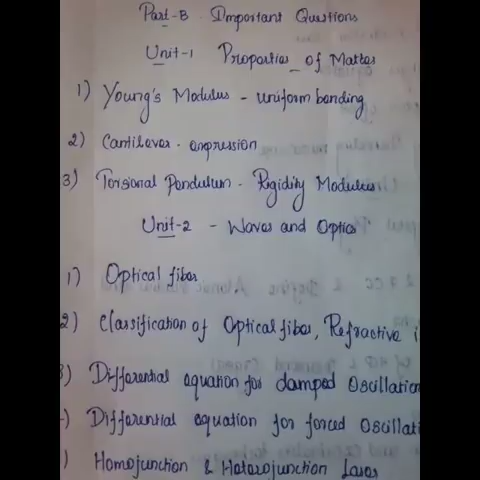 Part-B Important Questions
Unit-1 Properties of Matter
1) Young's Modulus - uniform bending
2) Cantilever - expression
3) Torsional Pendulum - Rigidity Modulus
Unit-2 - Waves and Optics
1) Optical fiber
2) Classification of Optical fiber, Refractive i
3) Differential equation for damped Oscillation
) Differential equation for forced Oscillati
) Homojunction & Heterojunction Laser